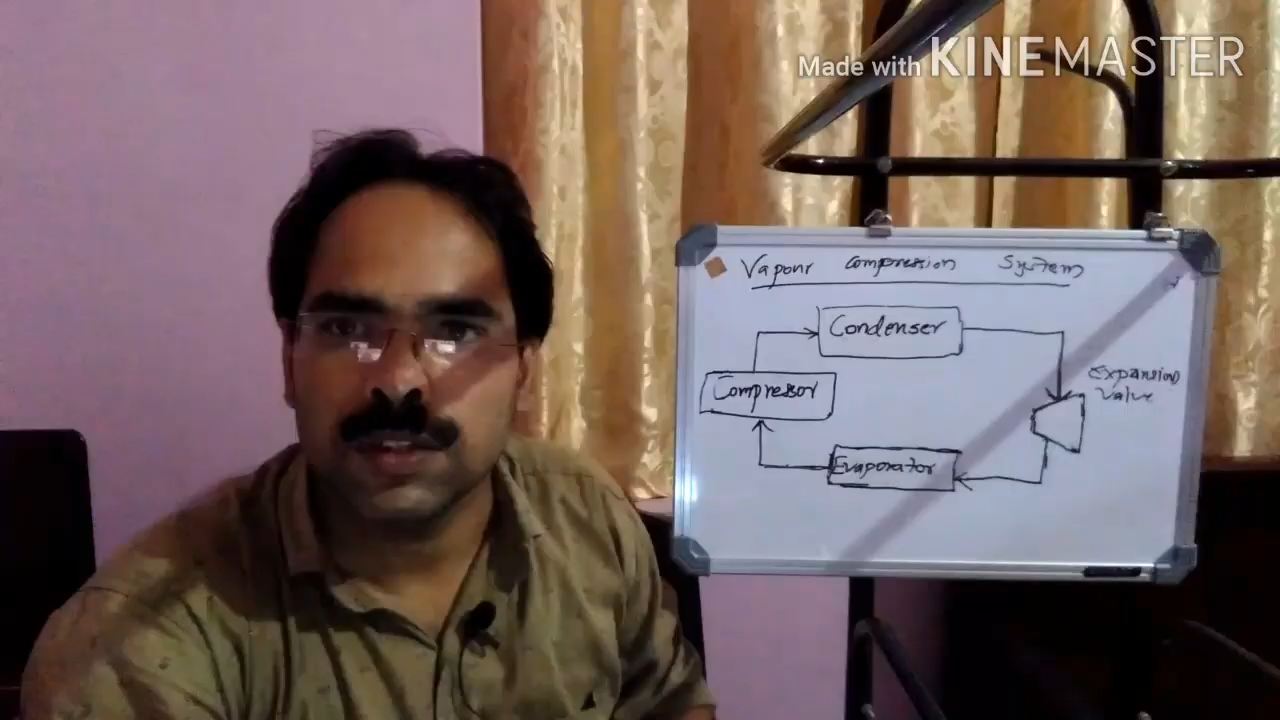 Made with KINEMASTER
Vapour compression System
Condenser
Compressor
Expansion
Valve
Evaporator